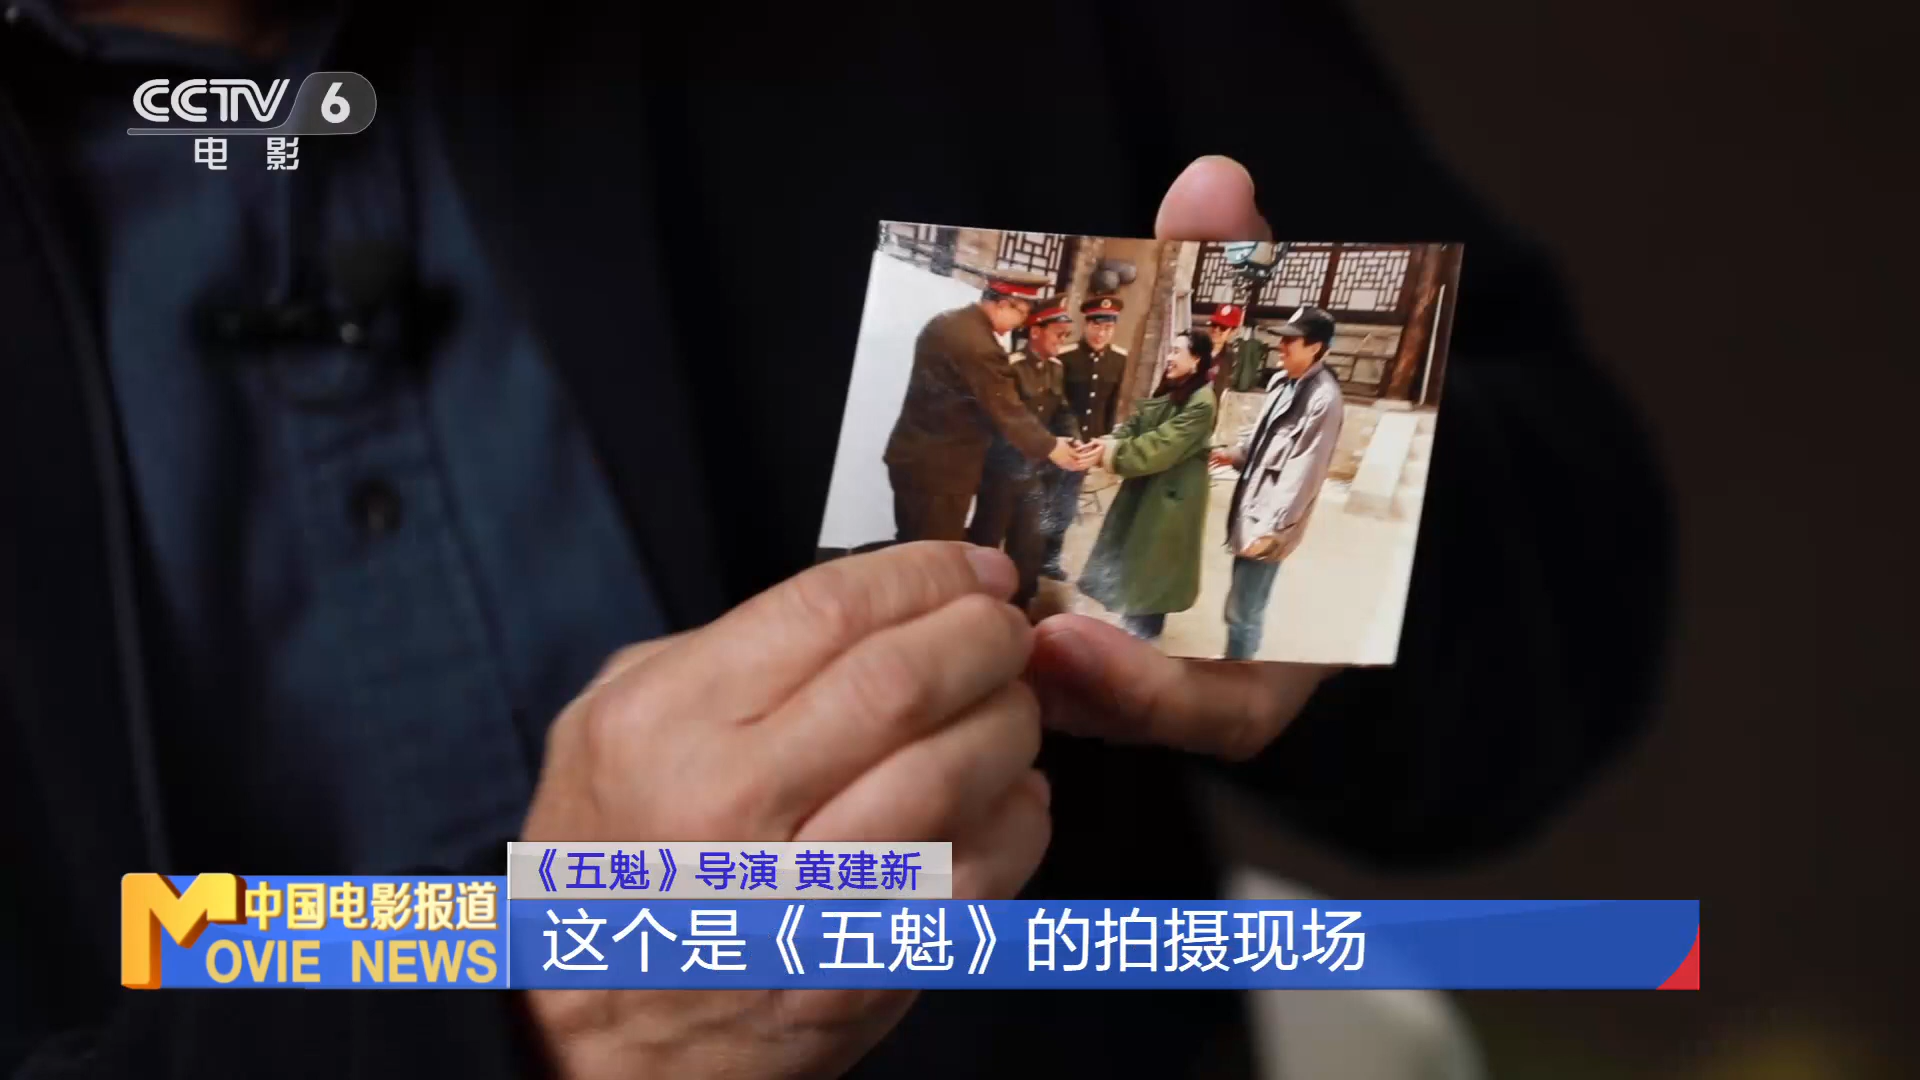 CCTV 6
电影
《五魁》导演 黄建新
中国电影报道
MOVIE NEWS
这个是《五魁》的拍摄现场